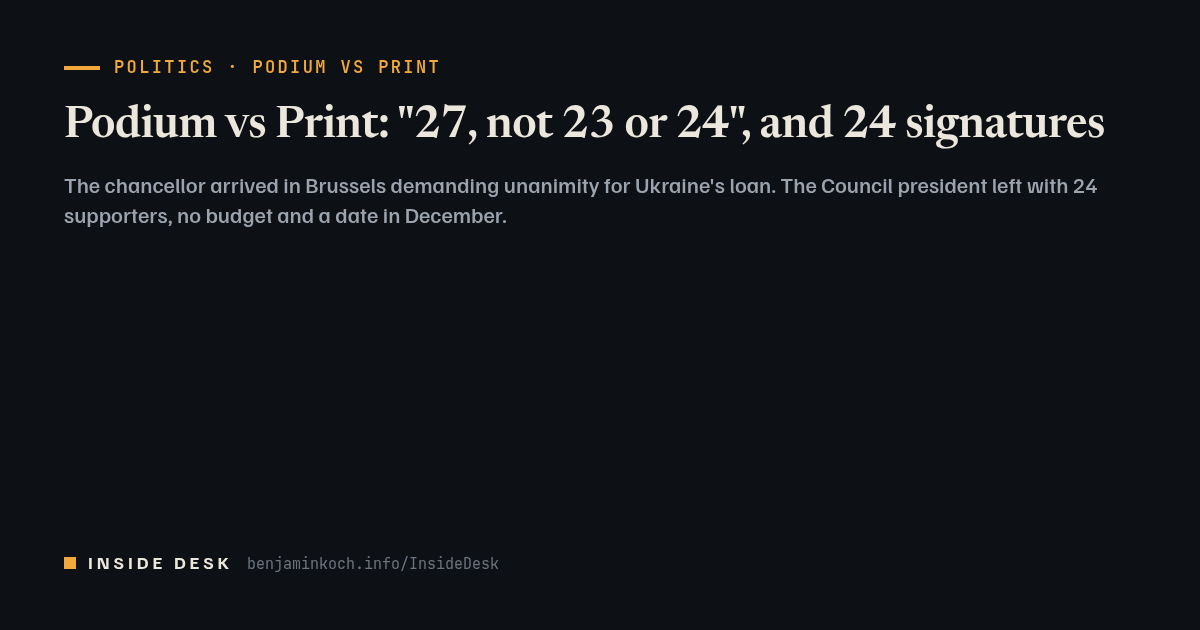 POLITICS · PODIUM VS PRINT
Podium vs Print: "27, not 23 or 24", and 24 signatures
The chancellor arrived in Brussels demanding unanimity for Ukraine's loan. The Council president left with 24
supporters, no budget and a date in December.
INSIDE DESK benjaminkoch.info/InsideDesk